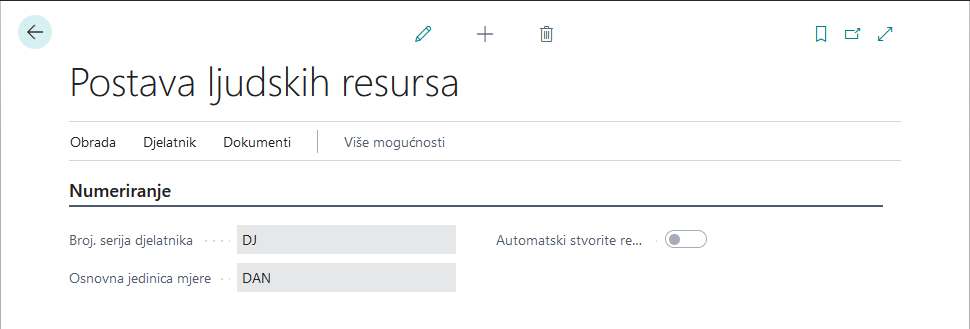 Postava ljudskih resursa
Obrada Djelatnik Dokumenti Više mogućnosti
Numeriranje
Broj. serija djelatnika DJ Automatski stvorite re...
Osnovna jedinica mjere DAN